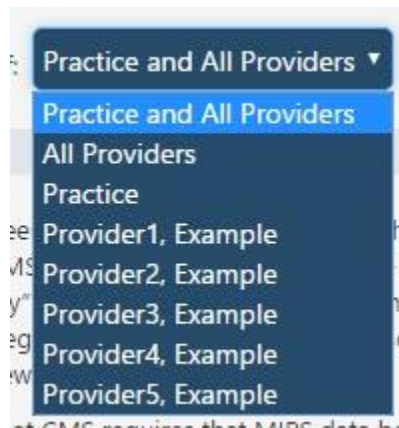 Practice and All Providers
Practice and All Providers
All Providers
Practice
Provider1, Example
Provider2, Example
Provider3, Example
Provider4, Example
Provider5, Example
CMS requires that MIPS data